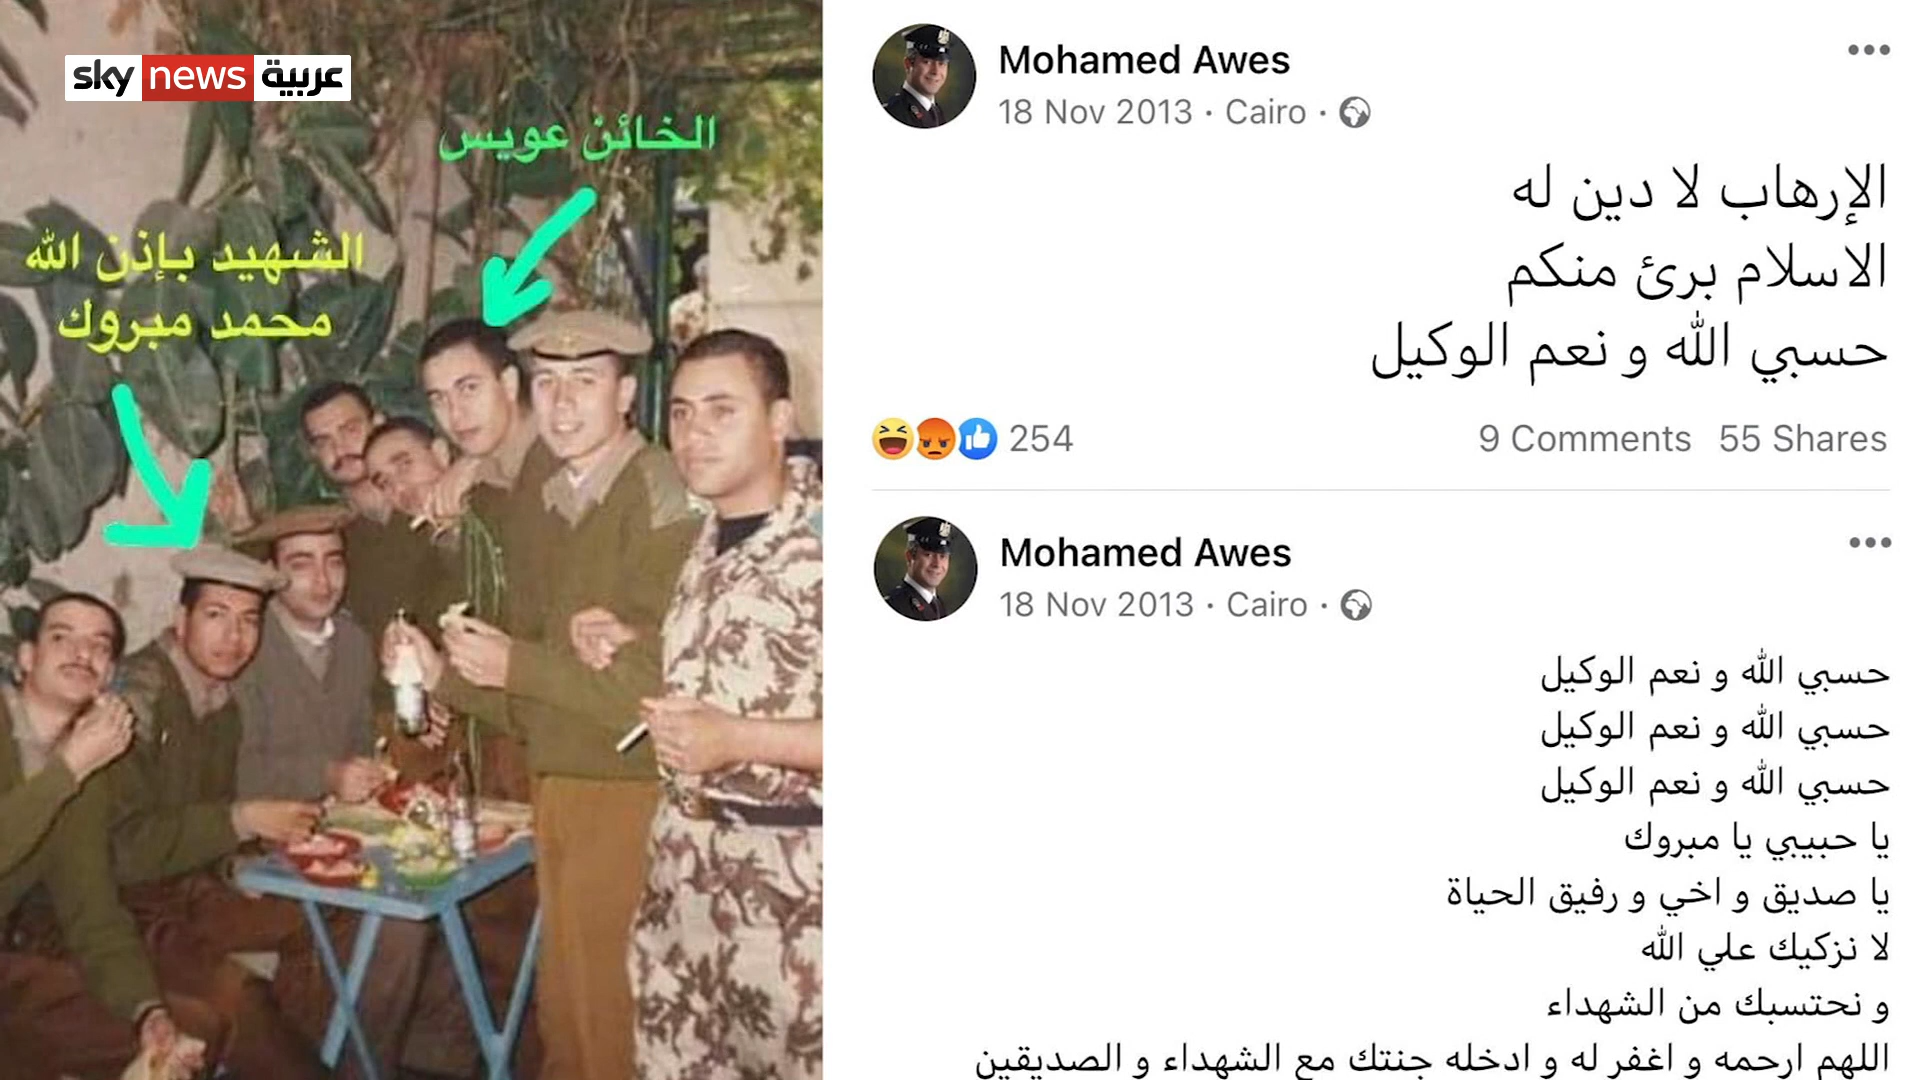 sky news عربية
الخائن عويس
الشهيد بإذن الله
محمد مبروك
Mohamed Awes
18 Nov 2013 · Cairo ·
الإرهاب لا دين له
الاسلام برئ منكم
حسبي الله و نعم الوكيل
254
9 Comments 55 Shares
Mohamed Awes
18 Nov 2013 · Cairo ·
حسبي الله و نعم الوكيل
حسبي الله و نعم الوكيل
حسبي الله و نعم الوكيل
يا حبيبي يا مبروك
يا صديق و اخي و رفيق الحياة
لا نزكيك علي الله
و نحتسبك من الشهداء
اللهم ارحمه و اغفر له و ادخله جنتك مع الشهداء و الصديقين